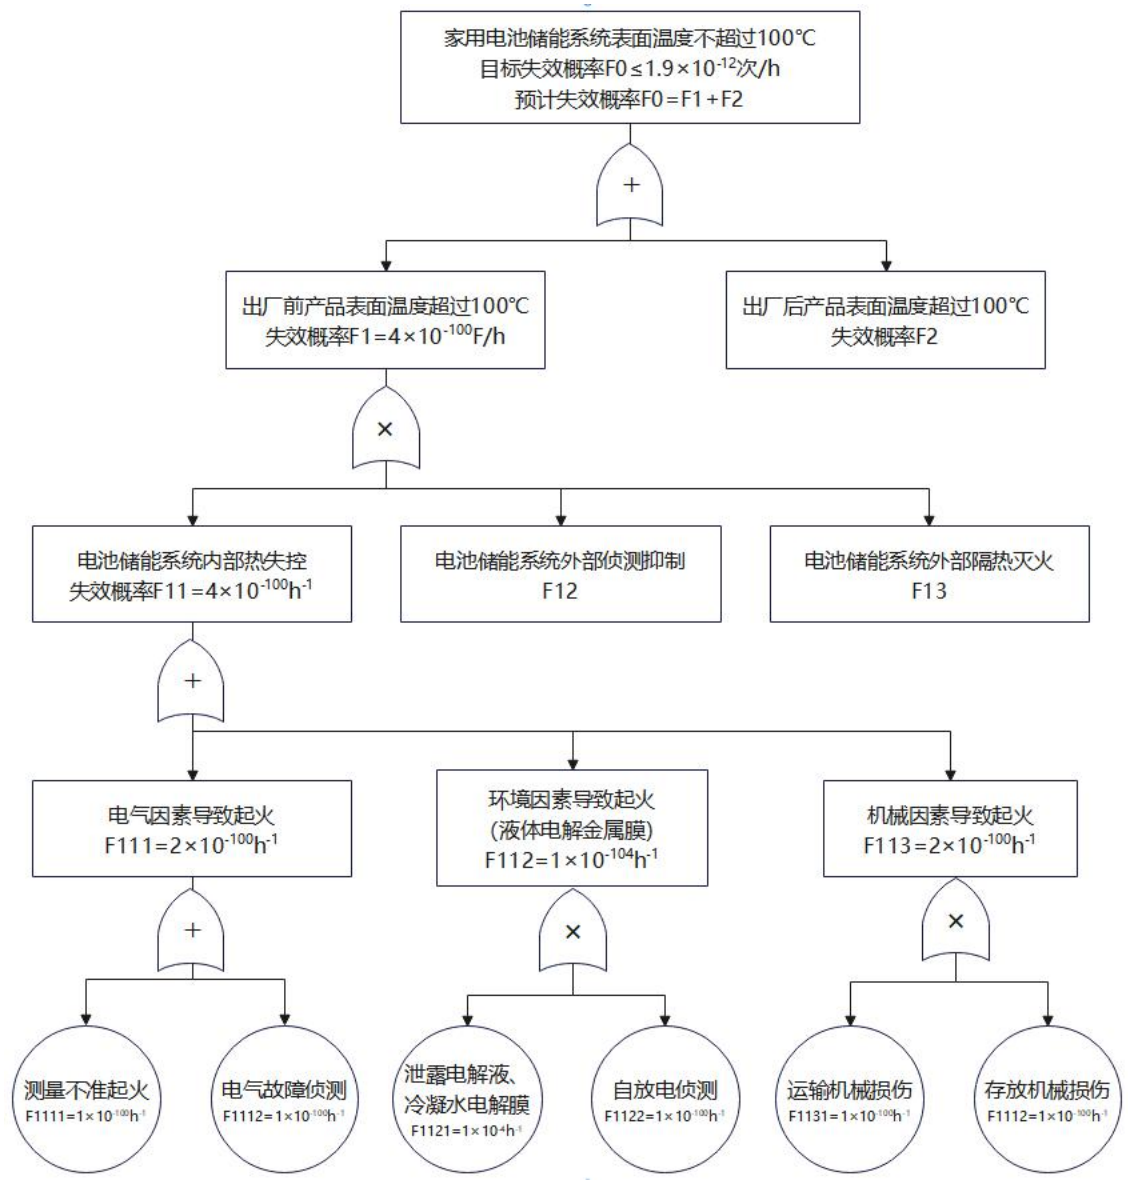 家用电池储能系统表面温度不超过100℃
目标失效概率F0≤1.9×10⁻¹²次/h
预计失效概率F0=F1+F2
+
出厂前产品表面温度超过100℃
失效概率F1=4×10⁻¹⁰⁰F/h
出厂后产品表面温度超过100℃
失效概率F2
×
电池储能系统内部热失控
失效概率F11=4×10⁻¹⁰⁰h⁻¹
电池储能系统外部侦测抑制
F12
电池储能系统外部隔热灭火
F13
+
电气因素导致起火
F111=2×10⁻¹⁰⁰h⁻¹
环境因素导致起火
(液体电解金属膜)
F112=1×10⁻¹⁰⁴h⁻¹
机械因素导致起火
F113=2×10⁻¹⁰⁰h⁻¹
+
×
×
测量不准起火
F1111=1×10⁻¹⁰⁰h⁻¹
电气故障侦测
F1112=1×10⁻¹⁰⁰h⁻¹
泄露电解液、
冷凝水电解膜
F1121=1×10⁻⁴h⁻¹
自放电侦测
F1122=1×10⁻¹⁰⁰h⁻¹
运输机械损伤
F1131=1×10⁻¹⁰⁰h⁻¹
存放机械损伤
F1112=1×10⁻¹⁰⁰h⁻¹